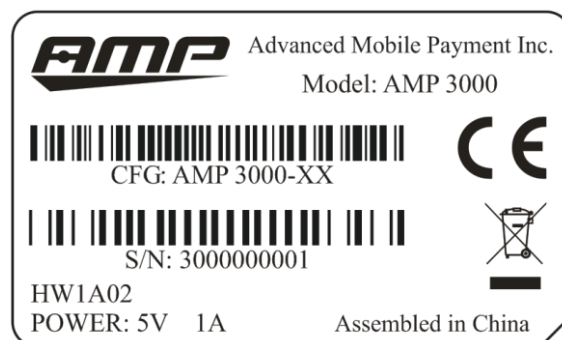 AMP
Advanced Mobile Payment Inc.
Model: AMP 3000
CFG: AMP 3000-XX
S/N: 3000000001
HW1A02
POWER: 5V 1A
Assembled in China